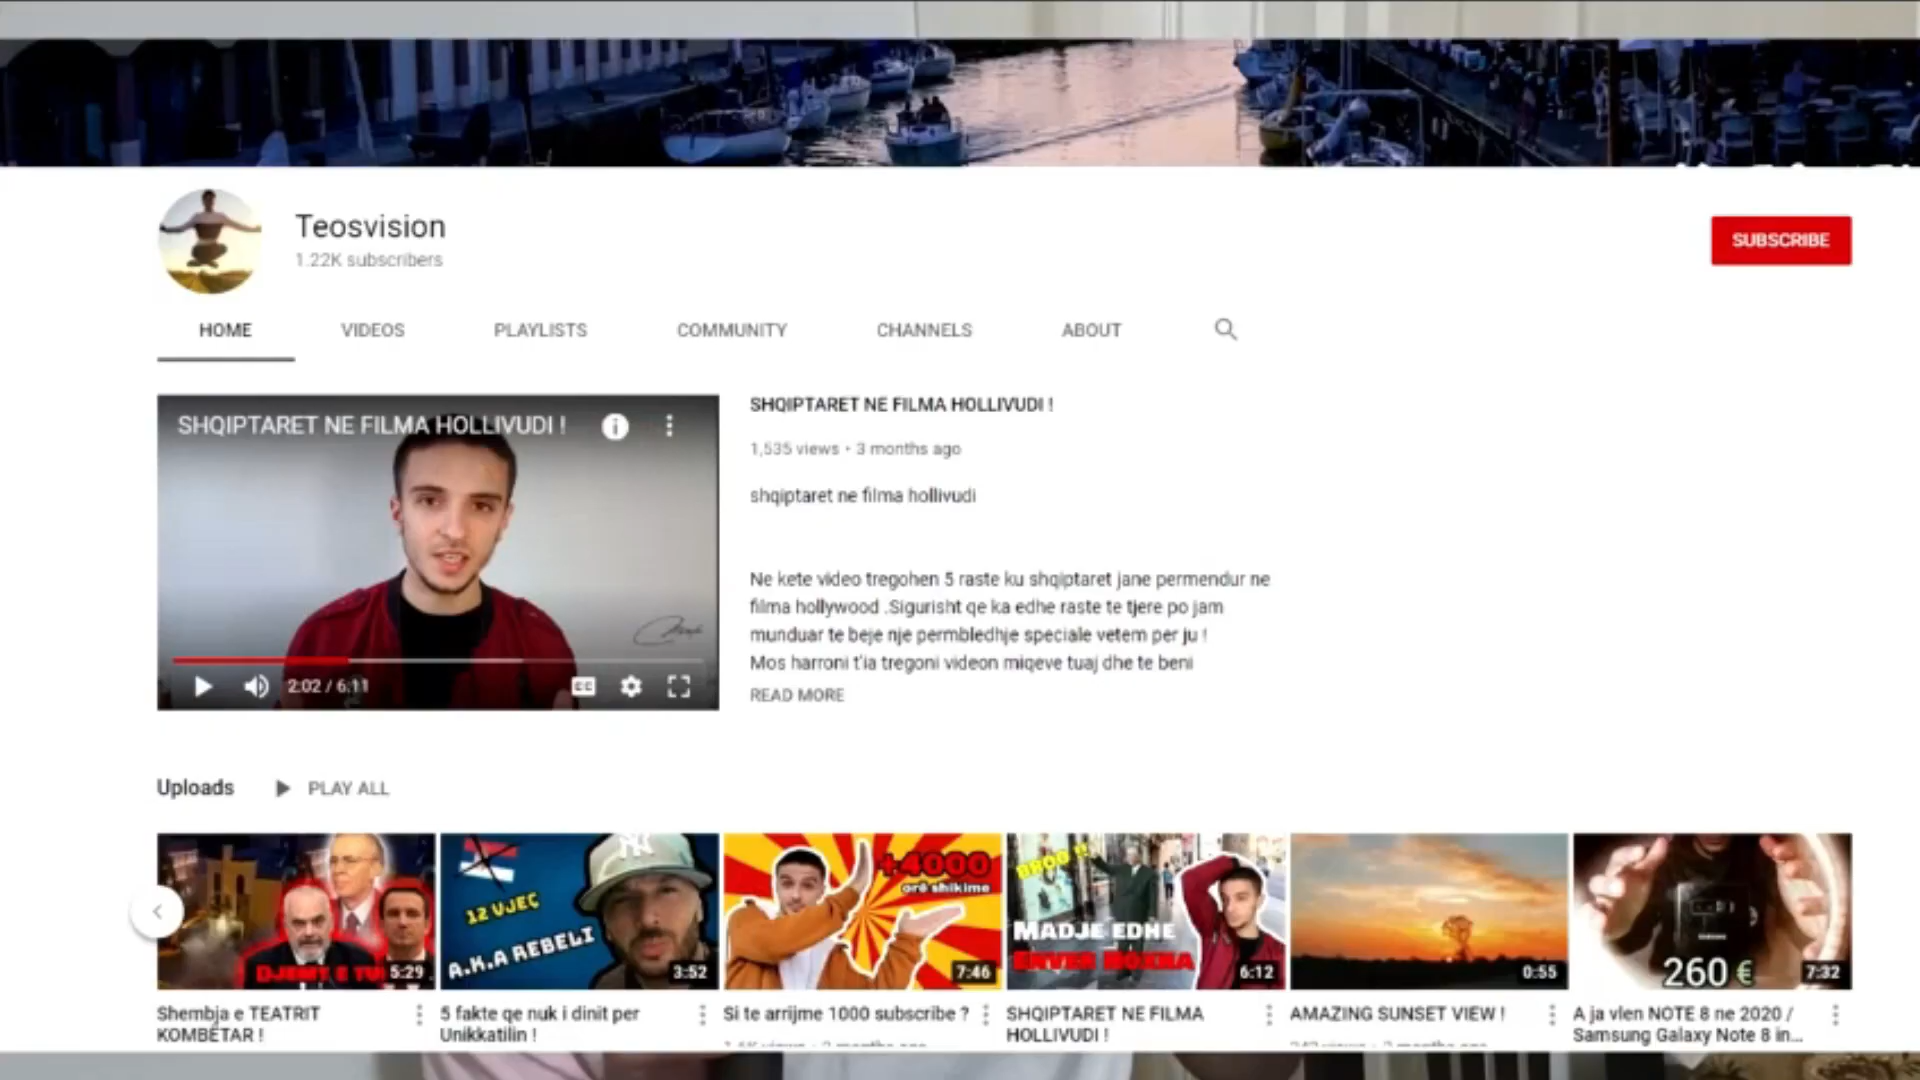 Teosvision
1.22K subscribers
SUBSCRIBE
HOME
VIDEOS
PLAYLISTS
COMMUNITY
CHANNELS
ABOUT
SHQIPTARET NE FILMA HOLLIVUDI !
2:02 / 6:11
SHQIPTARET NE FILMA HOLLIVUDI !
1,535 views • 3 months ago
shqiptaret ne filma hollivudi
Ne kete video tregohen 5 raste ku shqiptaret jane permendur ne
filma hollywood .Sigurisht qe ka edhe raste te tjere po jam
munduar te beje nje permbledhje speciale vetem per ju !
Mos harroni t'ia tregoni videon miqeve tuaj dhe te beni
READ MORE
Uploads
PLAY ALL
DJEMT E TU
5:29
12 VJEÇ
A.K.A REBELI
3:52
+4000
orë shikime
7:46
BROO !!
MADJE EDHE
ENVER HOXHA
6:12
0:55
260 €
7:32
Shembja e TEATRIT
KOMBËTAR !
5 fakte qe nuk i dinit per
Unikkatilin !
Si te arrijme 1000 subscribe ?
SHQIPTARET NE FILMA
HOLLIVUDI !
AMAZING SUNSET VIEW !
A ja vlen NOTE 8 ne 2020 /
Samsung Galaxy Note 8 in...